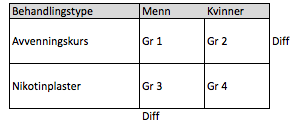 Behandlingstype Menn Kvinner
Avvenningskurs Gr 1 Gr 2 Diff
Nikotinplaster Gr 3 Gr 4
Diff